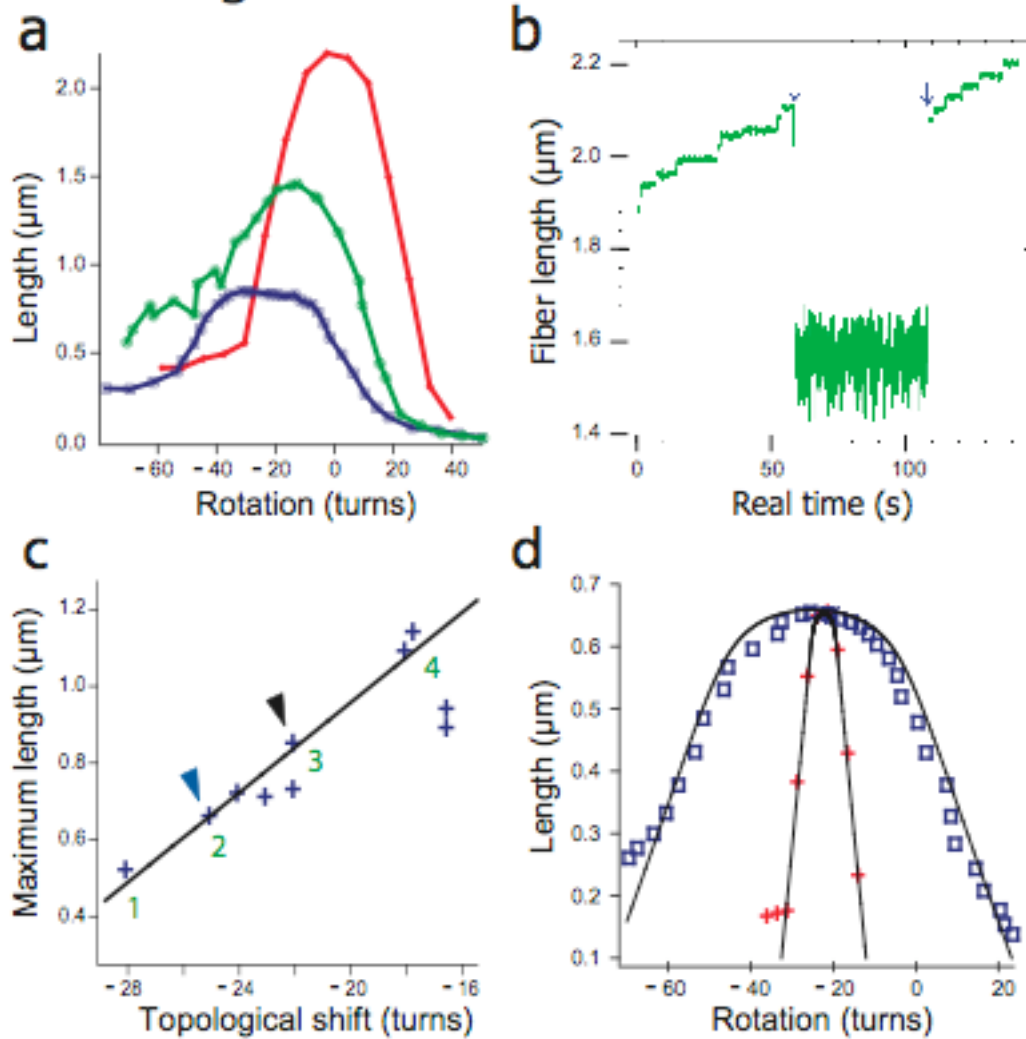 a
Length (µm)
2.0
1.5
1.0
0.5
0.0
-60 -40 -20 0 20 40
Rotation (turns)
b
Fiber length (µm)
2.2
2.0
1.8
1.6
1.4
0 50 100
Real time (s)
c
Maximum length (µm)
1.2
1.0
0.8
0.6
0.4
1
2
3
4
-28 -24 -20 -16
Topological shift (turns)
d
Length (µm)
0.7
0.6
0.5
0.4
0.3
0.2
0.1
-60 -40 -20 0 20
Rotation (turns)